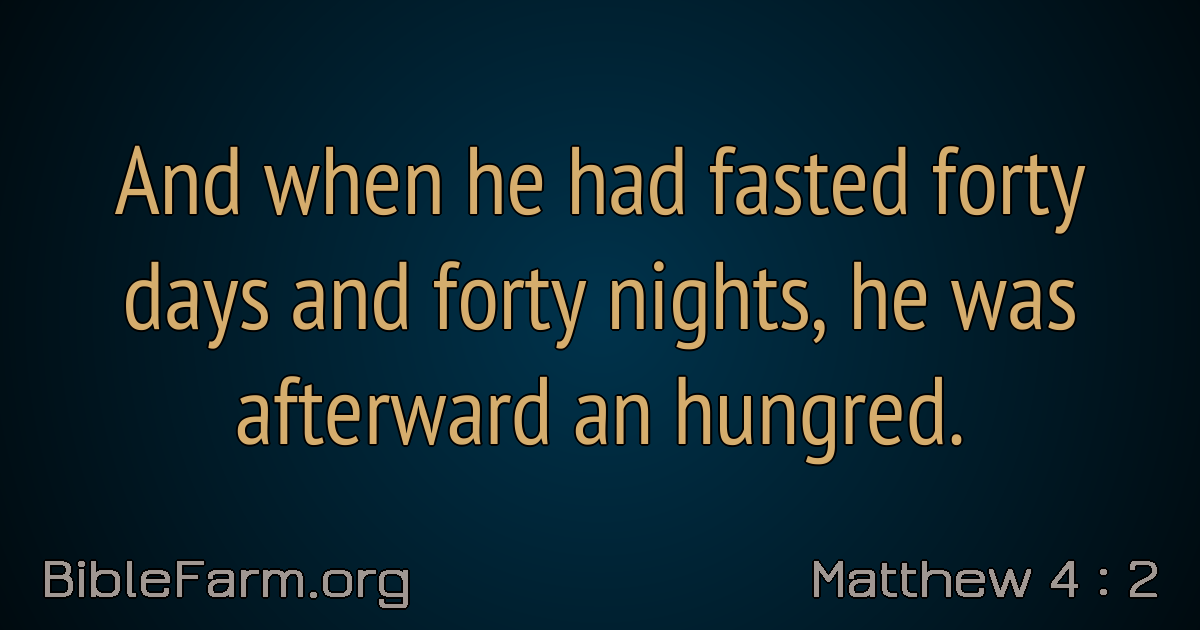 And when he had fasted forty
days and forty nights, he was
afterward an hungred.
BibleFarm.org
Matthew 4 : 2